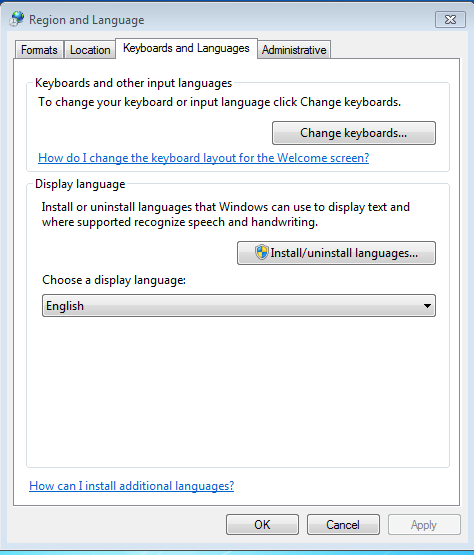 Region and Language
Formats Location Keyboards and Languages Administrative
Keyboards and other input languages
To change your keyboard or input language click Change keyboards.
Change keyboards...
How do I change the keyboard layout for the Welcome screen?
Display language
Install or uninstall languages that Windows can use to display text and
where supported recognize speech and handwriting.
Install/uninstall languages...
Choose a display language:
English
How can I install additional languages?
OK Cancel Apply